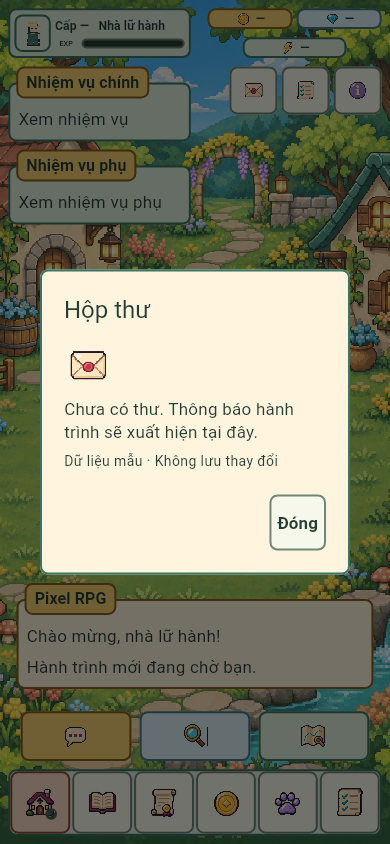 Cấp — Nhà lữ hành
EXP
—
—
—
Nhiệm vụ chính
Xem nhiệm vụ
Nhiệm vụ phụ
Xem nhiệm vụ phụ
Hộp thư
Chưa có thư. Thông báo hành
trình sẽ xuất hiện tại đây.
Dữ liệu mẫu · Không lưu thay đổi
Đóng
Pixel RPG
Chào mừng, nhà lữ hành!
Hành trình mới đang chờ bạn.